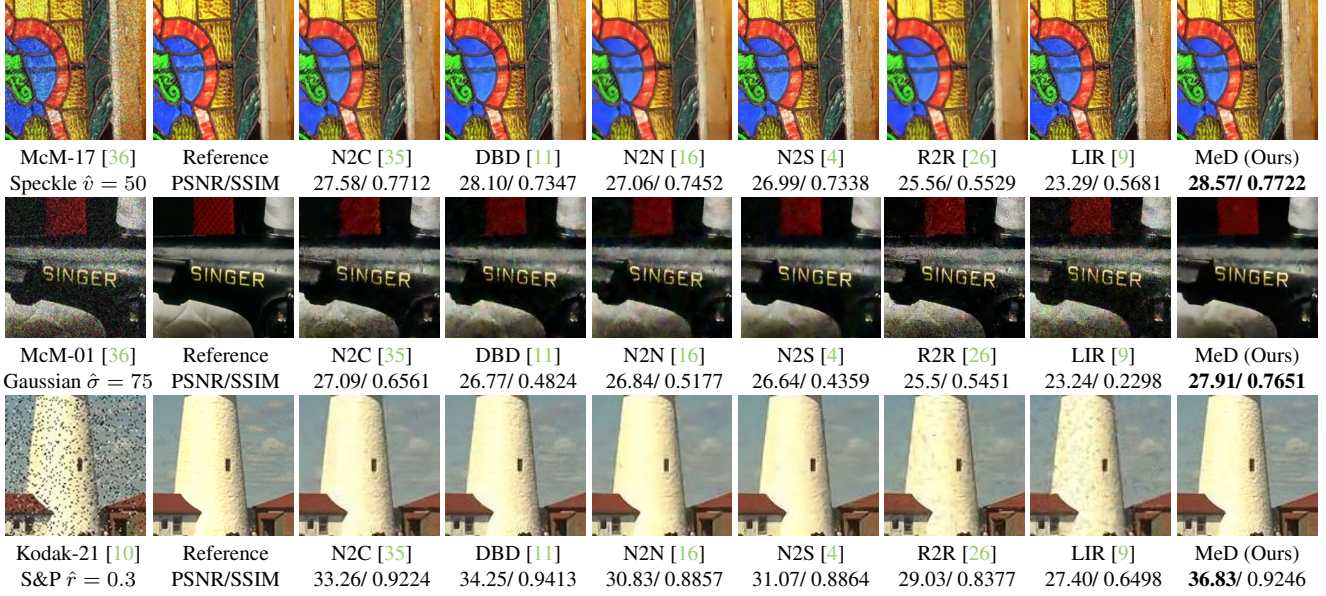 McM-17 [36] Reference N2C [35] DBD [11] N2N [16] N2S [4] R2R [26] LIR [9] MeD (Ours)
Speckle v̂ = 50 PSNR/SSIM 27.58/ 0.7712 28.10/ 0.7347 27.06/ 0.7452 26.99/ 0.7338 25.56/ 0.5529 23.29/ 0.5681 28.57/ 0.7722
SINGER SINGER SINGER SINGER SINGER SINGER SINGER SINGER SINGER
McM-01 [36] Reference N2C [35] DBD [11] N2N [16] N2S [4] R2R [26] LIR [9] MeD (Ours)
Gaussian σ̂ = 75 PSNR/SSIM 27.09/ 0.6561 26.77/ 0.4824 26.84/ 0.5177 26.64/ 0.4359 25.5/ 0.5451 23.24/ 0.2298 27.91/ 0.7651
Kodak-21 [10] Reference N2C [35] DBD [11] N2N [16] N2S [4] R2R [26] LIR [9] MeD (Ours)
S&P r̂ = 0.3 PSNR/SSIM 33.26/ 0.9224 34.25/ 0.9413 30.83/ 0.8857 31.07/ 0.8864 29.03/ 0.8377 27.40/ 0.6498 36.83/ 0.9246